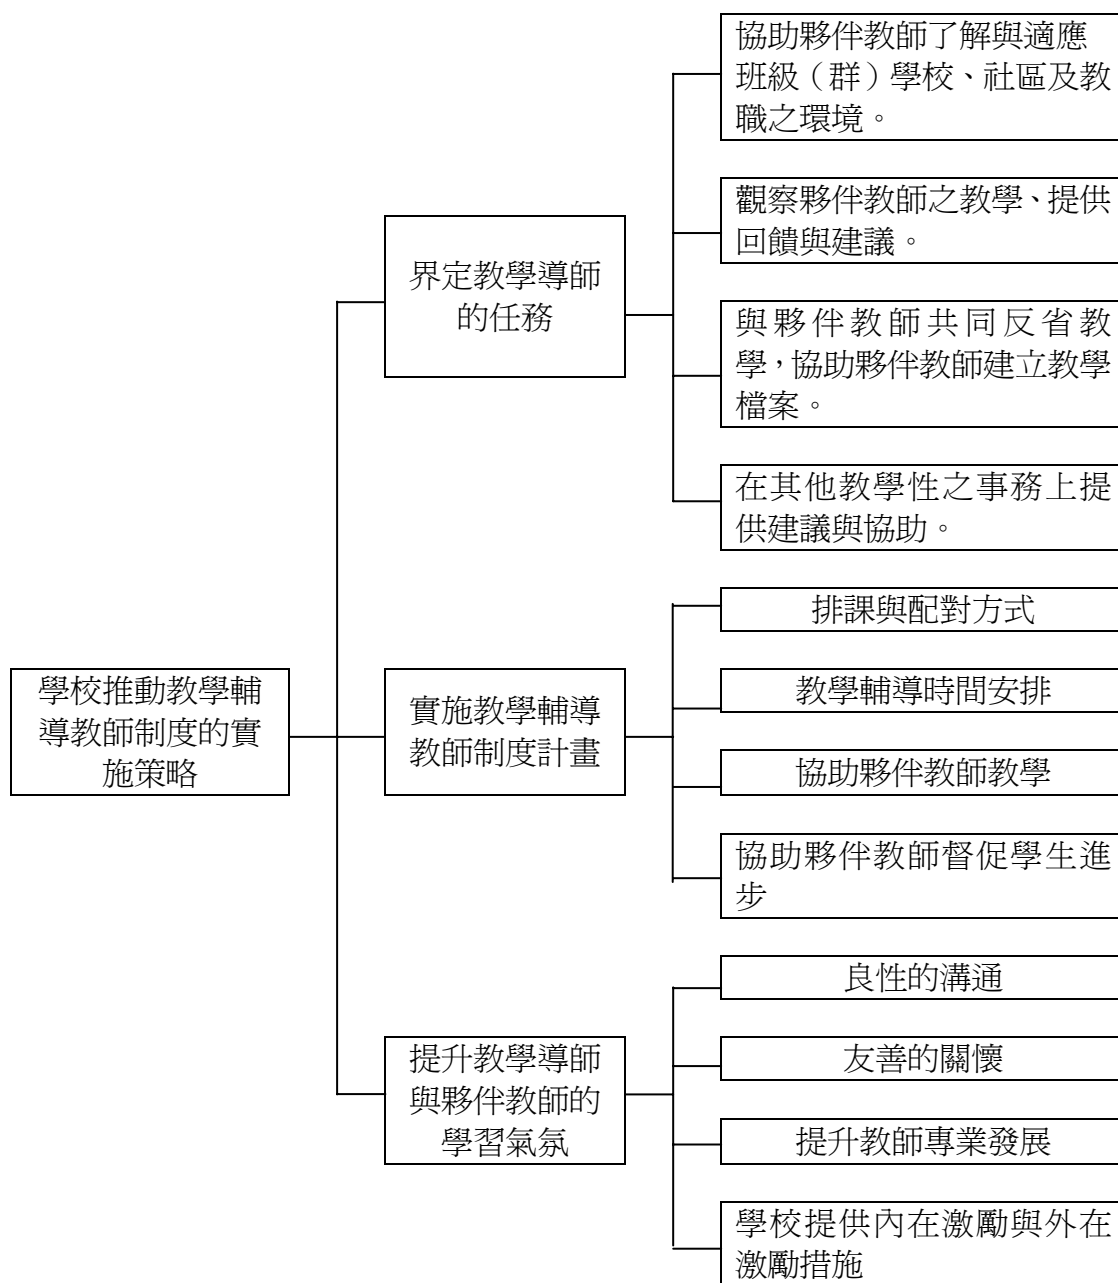 協助夥伴教師了解與適應
班級（群）學校、社區及教
職之環境。
觀察夥伴教師之教學、提供
回饋與建議。
界定教學導師
的任務
與夥伴教師共同反省教
學，協助夥伴教師建立教學
檔案。
在其他教學性之事務上提
供建議與協助。
排課與配對方式
學校推動教學輔
導教師制度的實
施策略
實施教學輔導
教師制度計畫
教學輔導時間安排
協助夥伴教師教學
協助夥伴教師督促學生進
步
良性的溝通
提升教學導師
與夥伴教師的
學習氣氛
友善的關懷
提升教師專業發展
學校提供內在激勵與外在
激勵措施